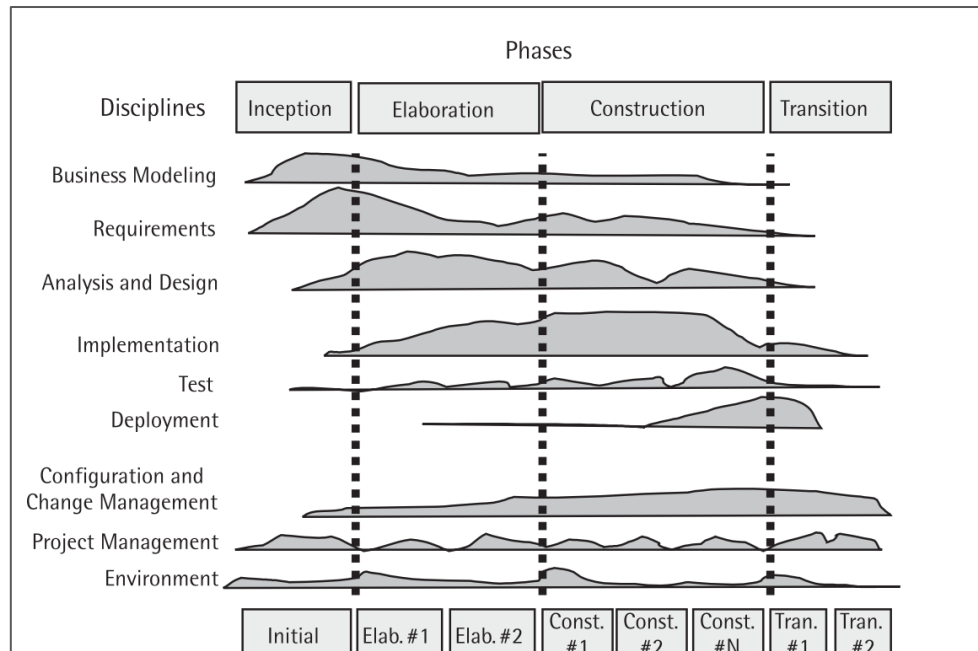 Phases
Disciplines
Inception
Elaboration
Construction
Transition
Business Modeling
Requirements
Analysis and Design
Implementation
Test
Deployment
Configuration and
Change Management
Project Management
Environment
Initial
Elab. #1
Elab. #2
Const.
#1
Const.
#2
Const.
#N
Tran.
#1
Tran.
#2